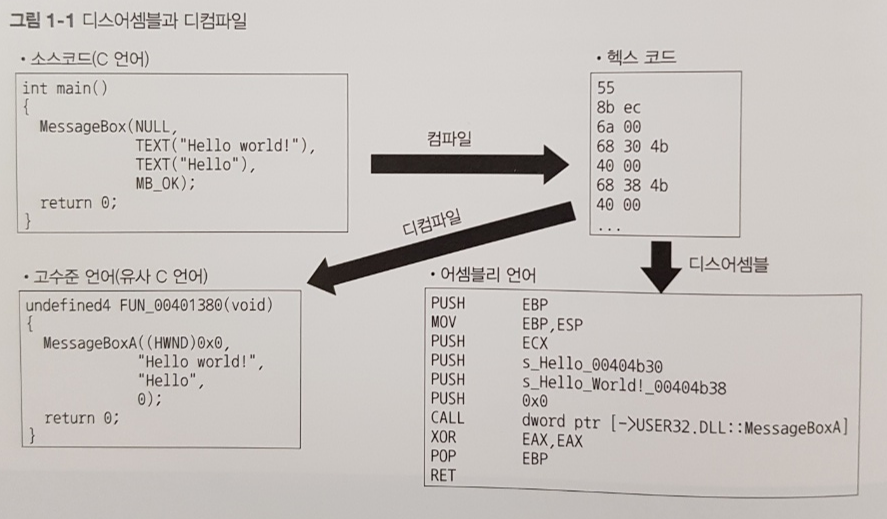 그림 1-1 디스어셈블과 디컴파일
• 소스코드(C 언어)
int main()
{
MessageBox(NULL,
TEXT("Hello world!"),
TEXT("Hello"),
MB_OK);
return 0;
}
컴파일
• 헥스 코드
55
8b ec
6a 00
68 30 4b
40 00
68 38 4b
40 00
...
디컴파일
디스어셈블
• 고수준 언어(유사 C 언어)
undefined4 FUN_00401380(void)
{
MessageBoxA((HWND)0x0,
"Hello world!",
"Hello",
0);
return 0;
}
• 어셈블리 언어
PUSH EBP
MOV EBP,ESP
PUSH ECX
PUSH s_Hello_00404b30
PUSH s_Hello_World!_00404b38
PUSH 0x0
CALL dword ptr [->USER32.DLL::MessageBoxA]
XOR EAX,EAX
POP EBP
RET